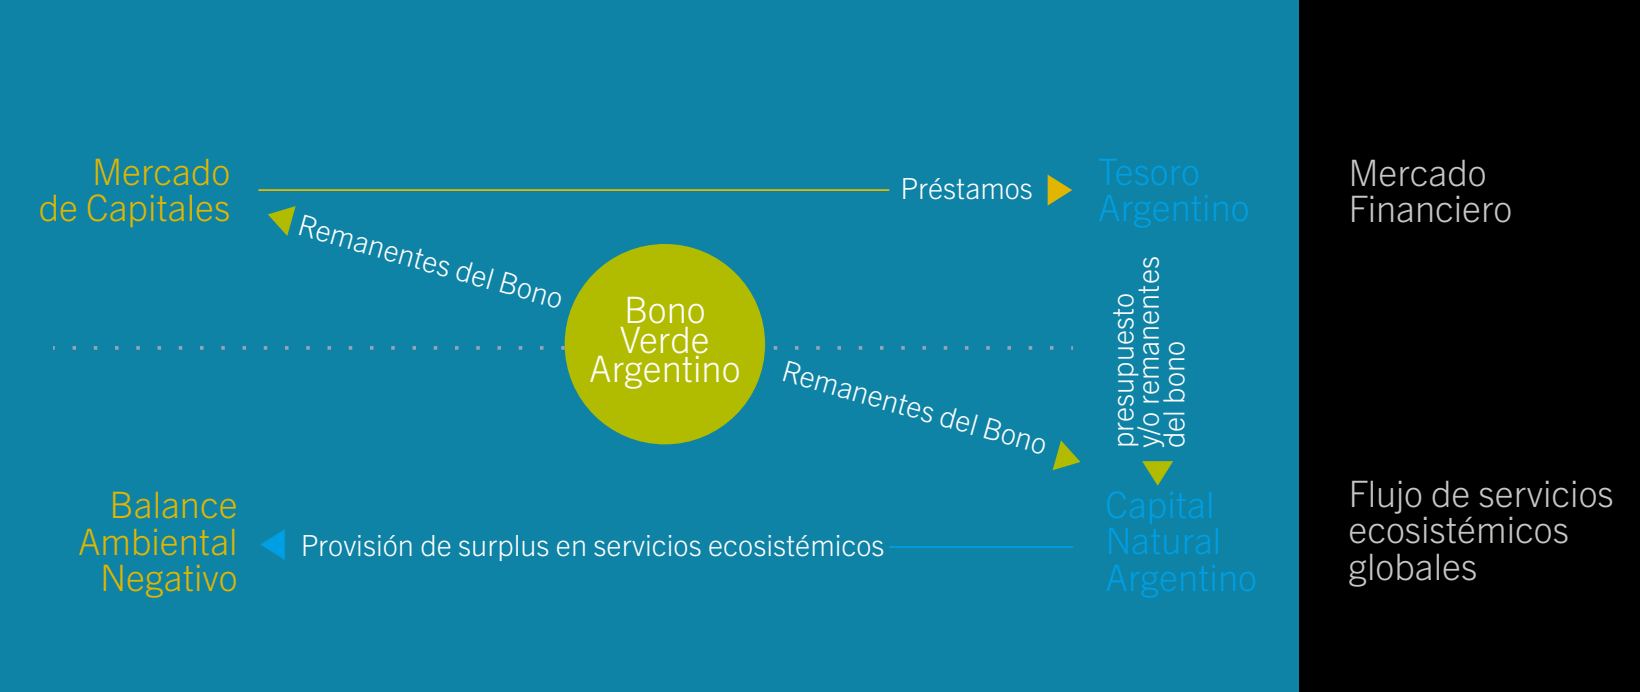 Mercado
de Capitales
Préstamos
Tesoro
Argentino
Mercado
Financiero
Remanentes del Bono
Bono
Verde
Argentino
Remanentes del Bono
presupuesto
y/o remanentes
del bono
Balance
Ambiental
Negativo
Provisión de surplus en servicios ecosistémicos
Capital
Natural
Argentino
Flujo de servicios
ecosistémicos
globales